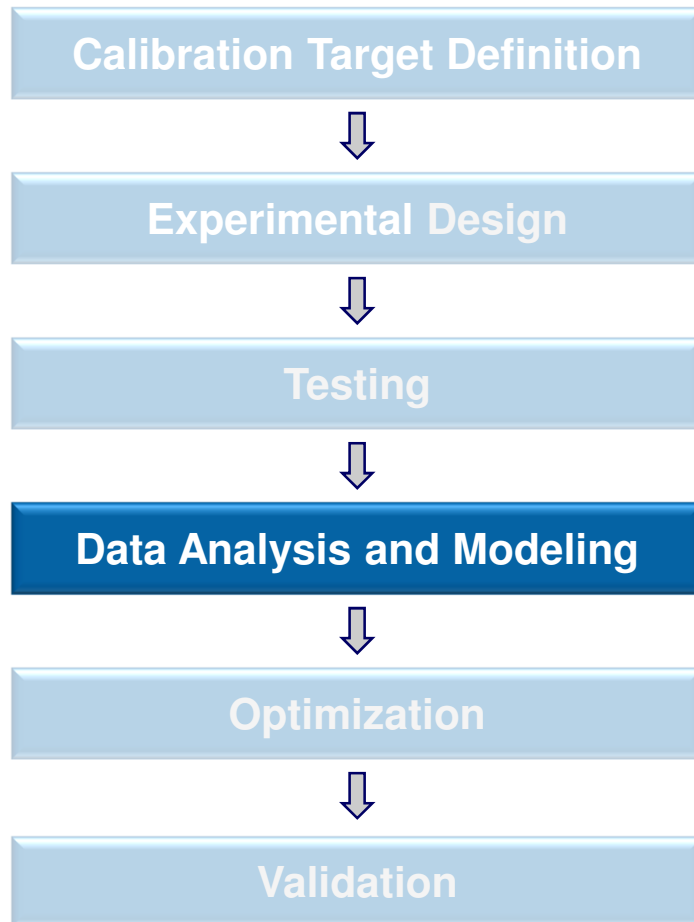 Calibration Target Definition
Experimental Design
Testing
Data Analysis and Modeling
Optimization
Validation